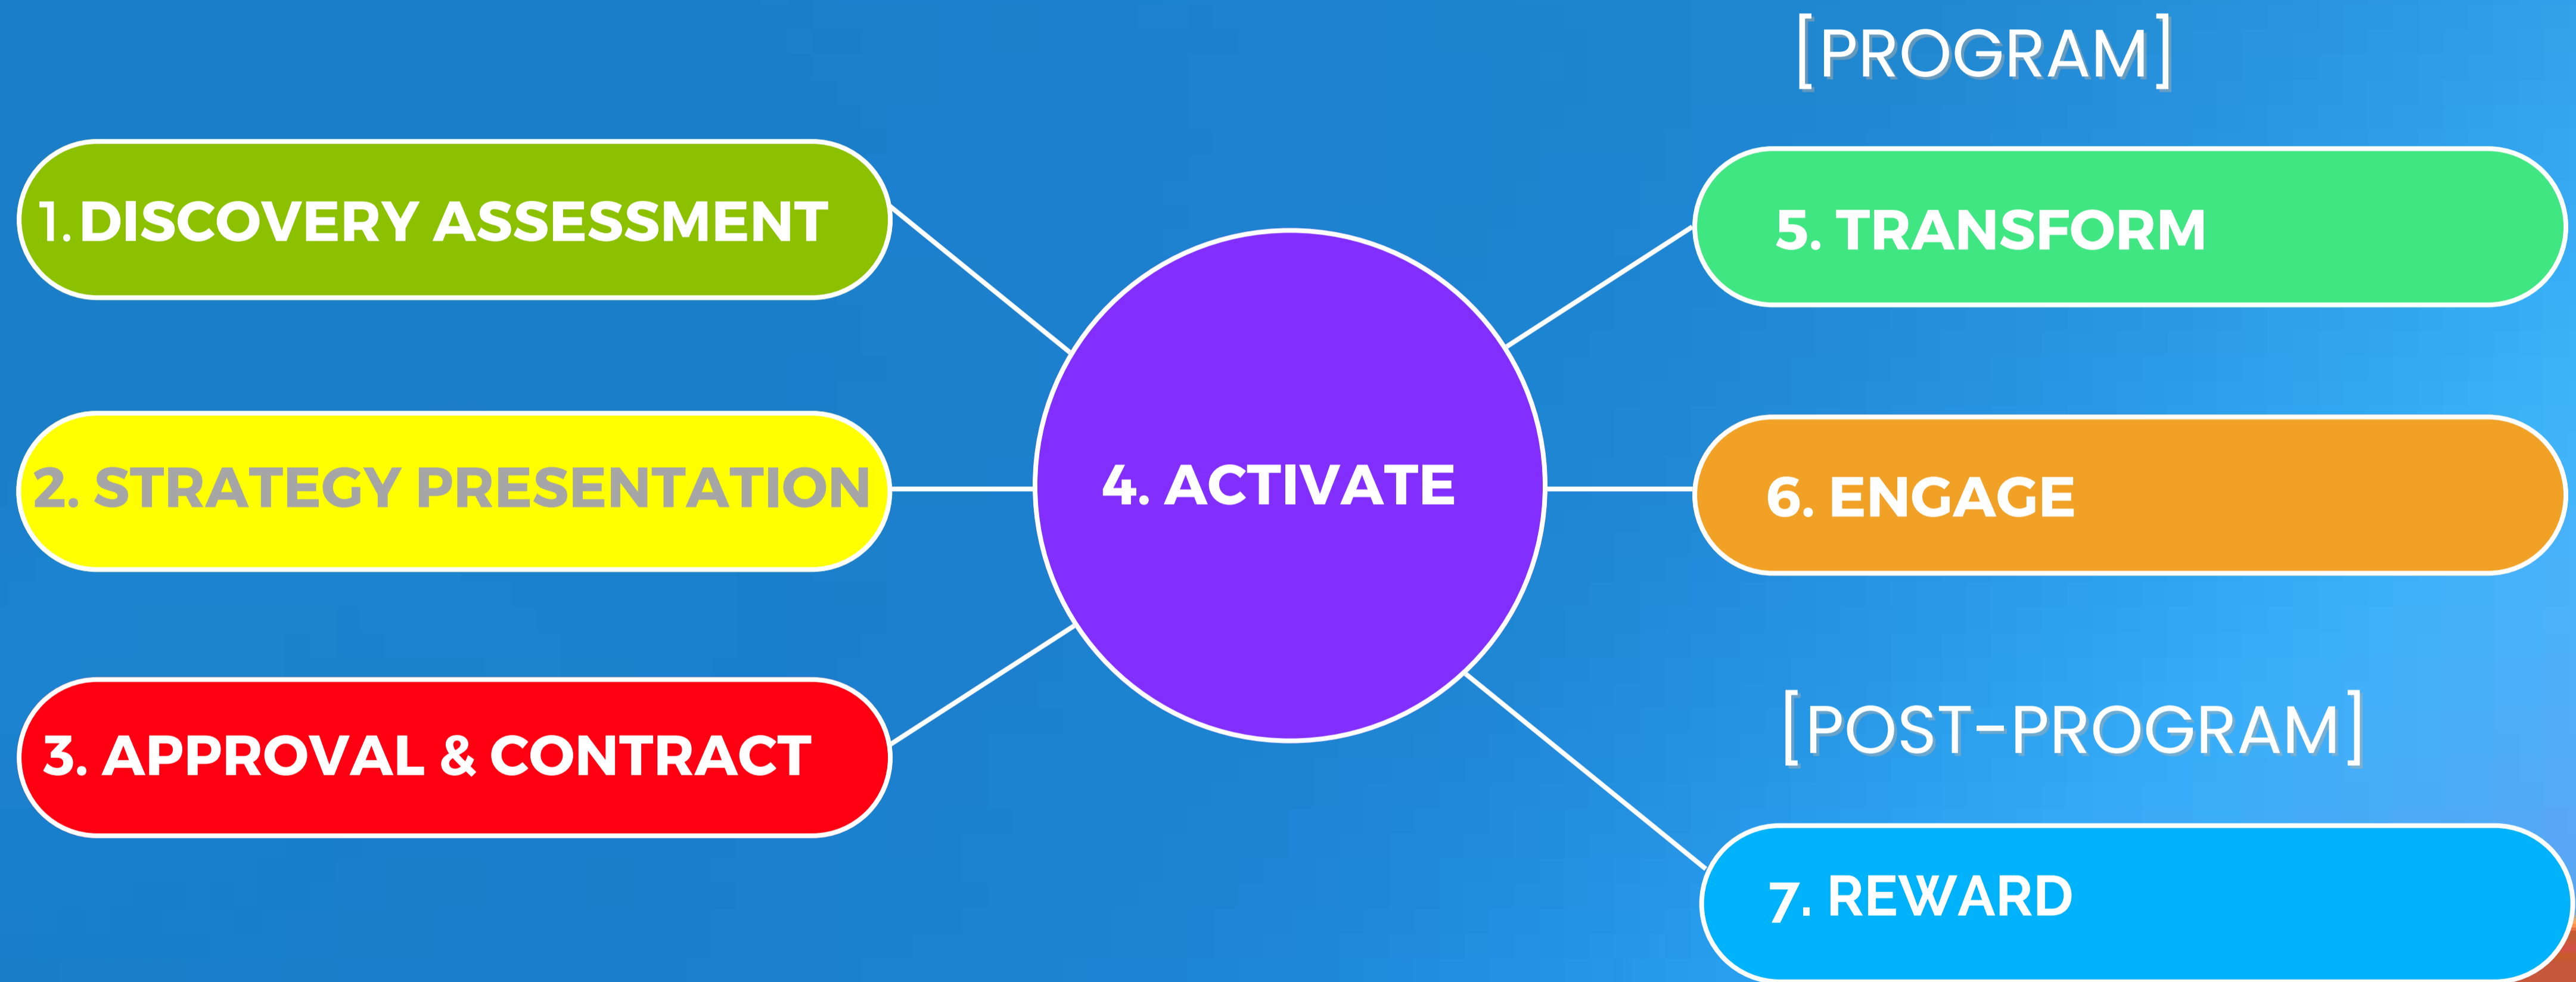 1. DISCOVERY ASSESSMENT
2. STRATEGY PRESENTATION
3. APPROVAL & CONTRACT
4. ACTIVATE
[PROGRAM]
5. TRANSFORM
6. ENGAGE
[POST-PROGRAM]
7. REWARD